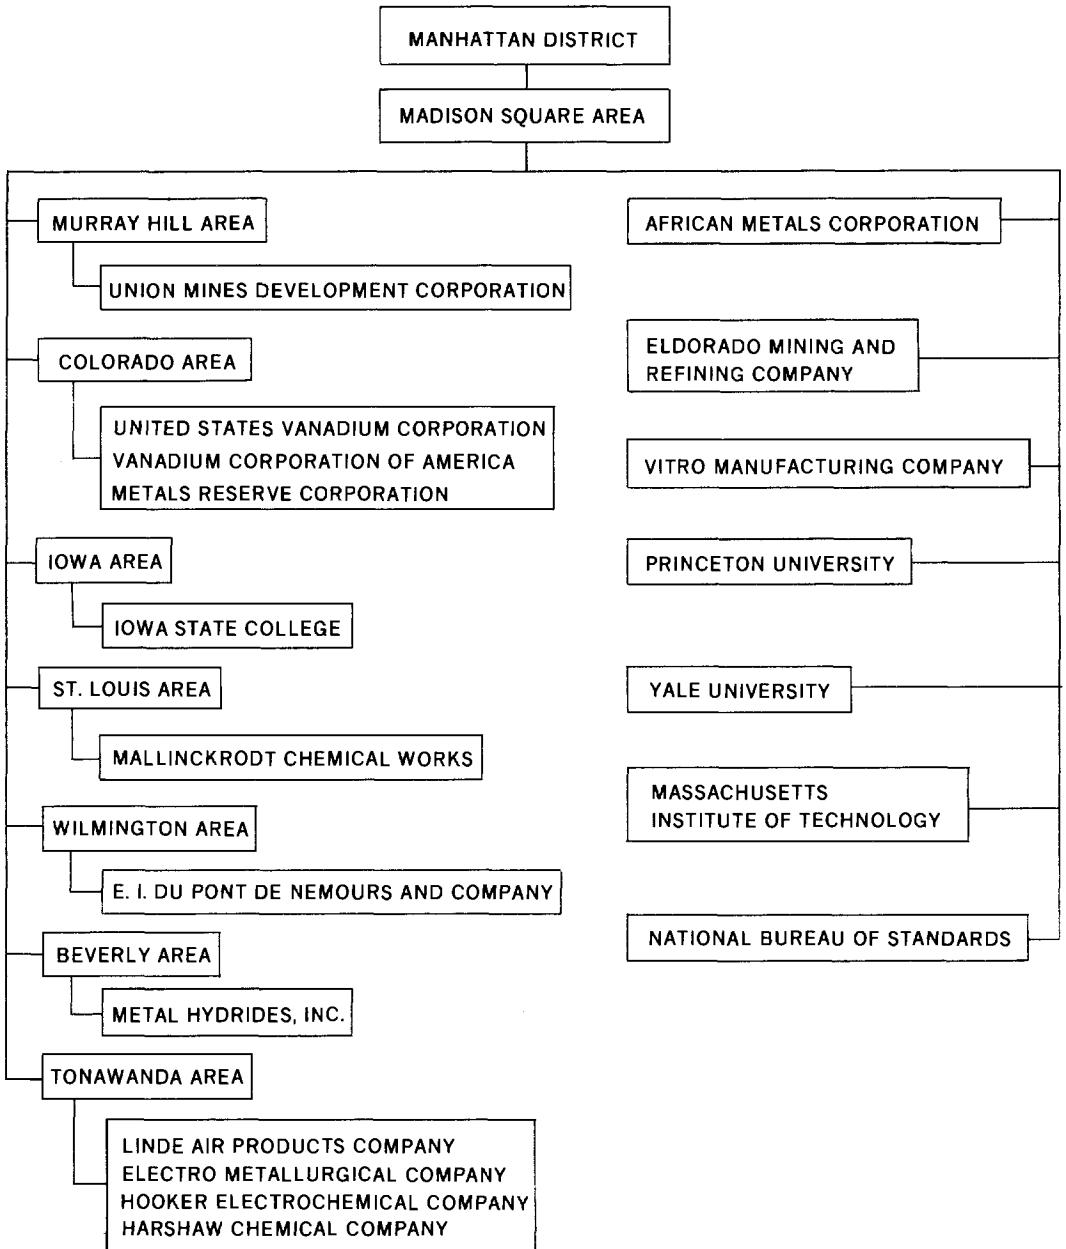 MANHATTAN DISTRICT
MADISON SQUARE AREA
MURRAY HILL AREA
UNION MINES DEVELOPMENT CORPORATION
COLORADO AREA
UNITED STATES VANADIUM CORPORATION
VANADIUM CORPORATION OF AMERICA
METALS RESERVE CORPORATION
IOWA AREA
IOWA STATE COLLEGE
ST. LOUIS AREA
MALLINCKRODT CHEMICAL WORKS
WILMINGTON AREA
E. I. DU PONT DE NEMOURS AND COMPANY
BEVERLY AREA
METAL HYDRIDES, INC.
TONAWANDA AREA
LINDE AIR PRODUCTS COMPANY
ELECTRO METALLURGICAL COMPANY
HOOKER ELECTROCHEMICAL COMPANY
HARSHAW CHEMICAL COMPANY
AFRICAN METALS CORPORATION
ELDORADO MINING AND
REFINING COMPANY
VITRO MANUFACTURING COMPANY
PRINCETON UNIVERSITY
YALE UNIVERSITY
MASSACHUSETTS
INSTITUTE OF TECHNOLOGY
NATIONAL BUREAU OF STANDARDS